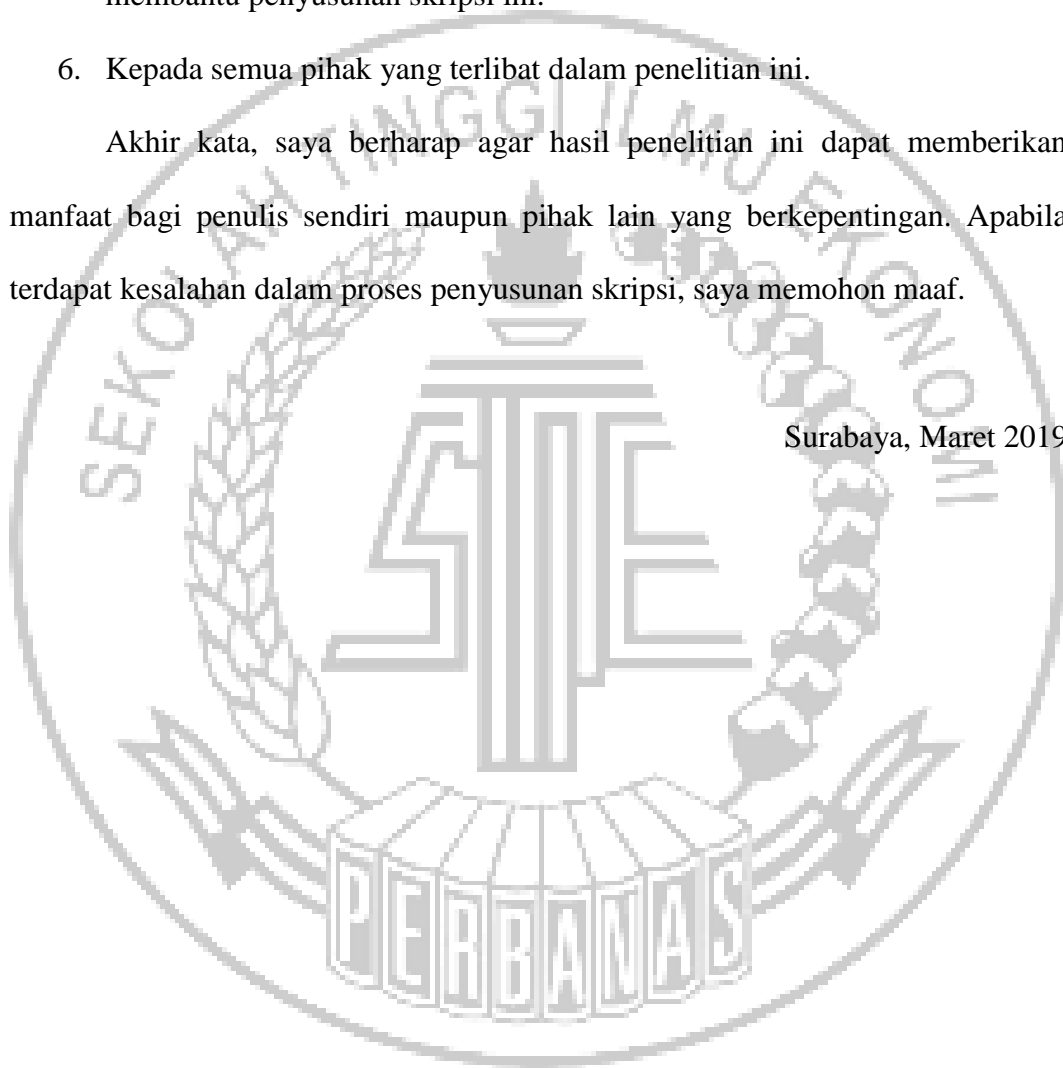 membantu penyusunan skripsi ini.
6. Kepada semua pihak yang terlibat dalam penelitian ini.
Akhir kata, saya berharap agar hasil penelitian ini dapat memberikan
manfaat bagi penulis sendiri maupun pihak lain yang berkepentingan. Apabila
terdapat kesalahan dalam proses penyusunan skripsi, saya memohon maaf.
Surabaya, Maret 2019
SEKOLAH TINGGI ILMU EKONOMI
STIE
PERBANAS